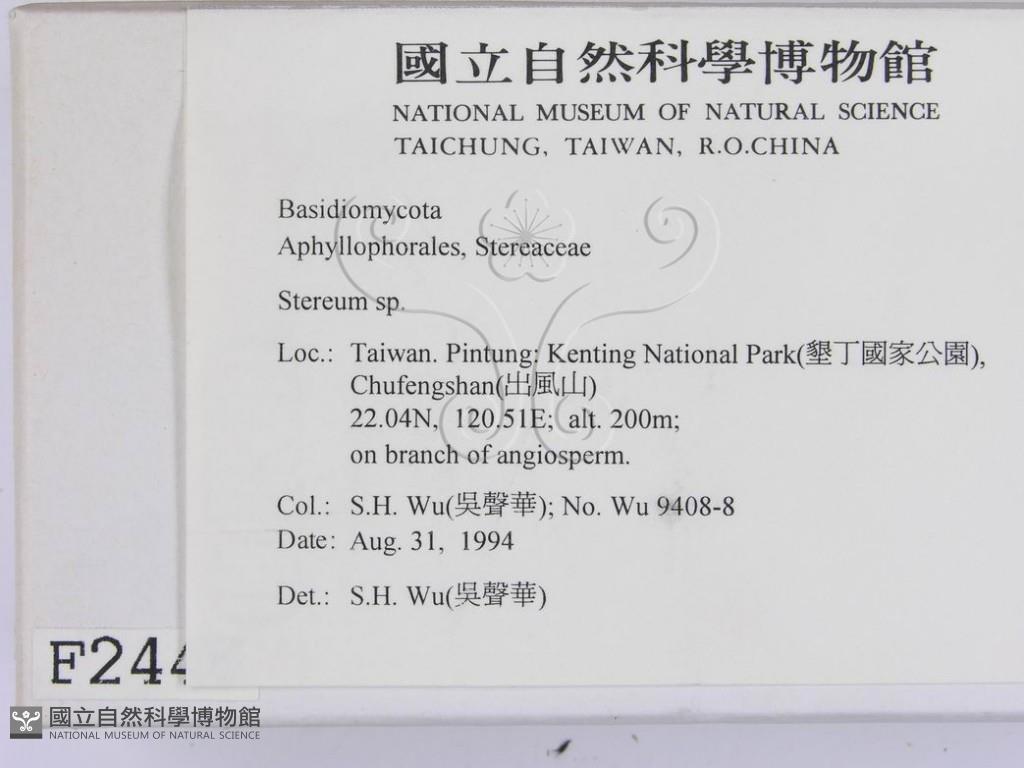 國立自然科學博物館
NATIONAL MUSEUM OF NATURAL SCIENCE
TAICHUNG, TAIWAN, R.O.CHINA
Basidiomycota
Aphyllophorales, Stereaceae
Stereum sp.
Loc.: Taiwan. Pintung: Kenting National Park(墾丁國家公園),
Chufengshan(出風山)
22.04N, 120.51E; alt. 200m;
on branch of angiosperm.
Col.: S.H. Wu(吳聲華); No. Wu 9408-8
Date: Aug. 31, 1994
Det.: S.H. Wu(吳聲華)
F244
國立自然科學博物館
NATIONAL MUSEUM OF NATURAL SCIENCE